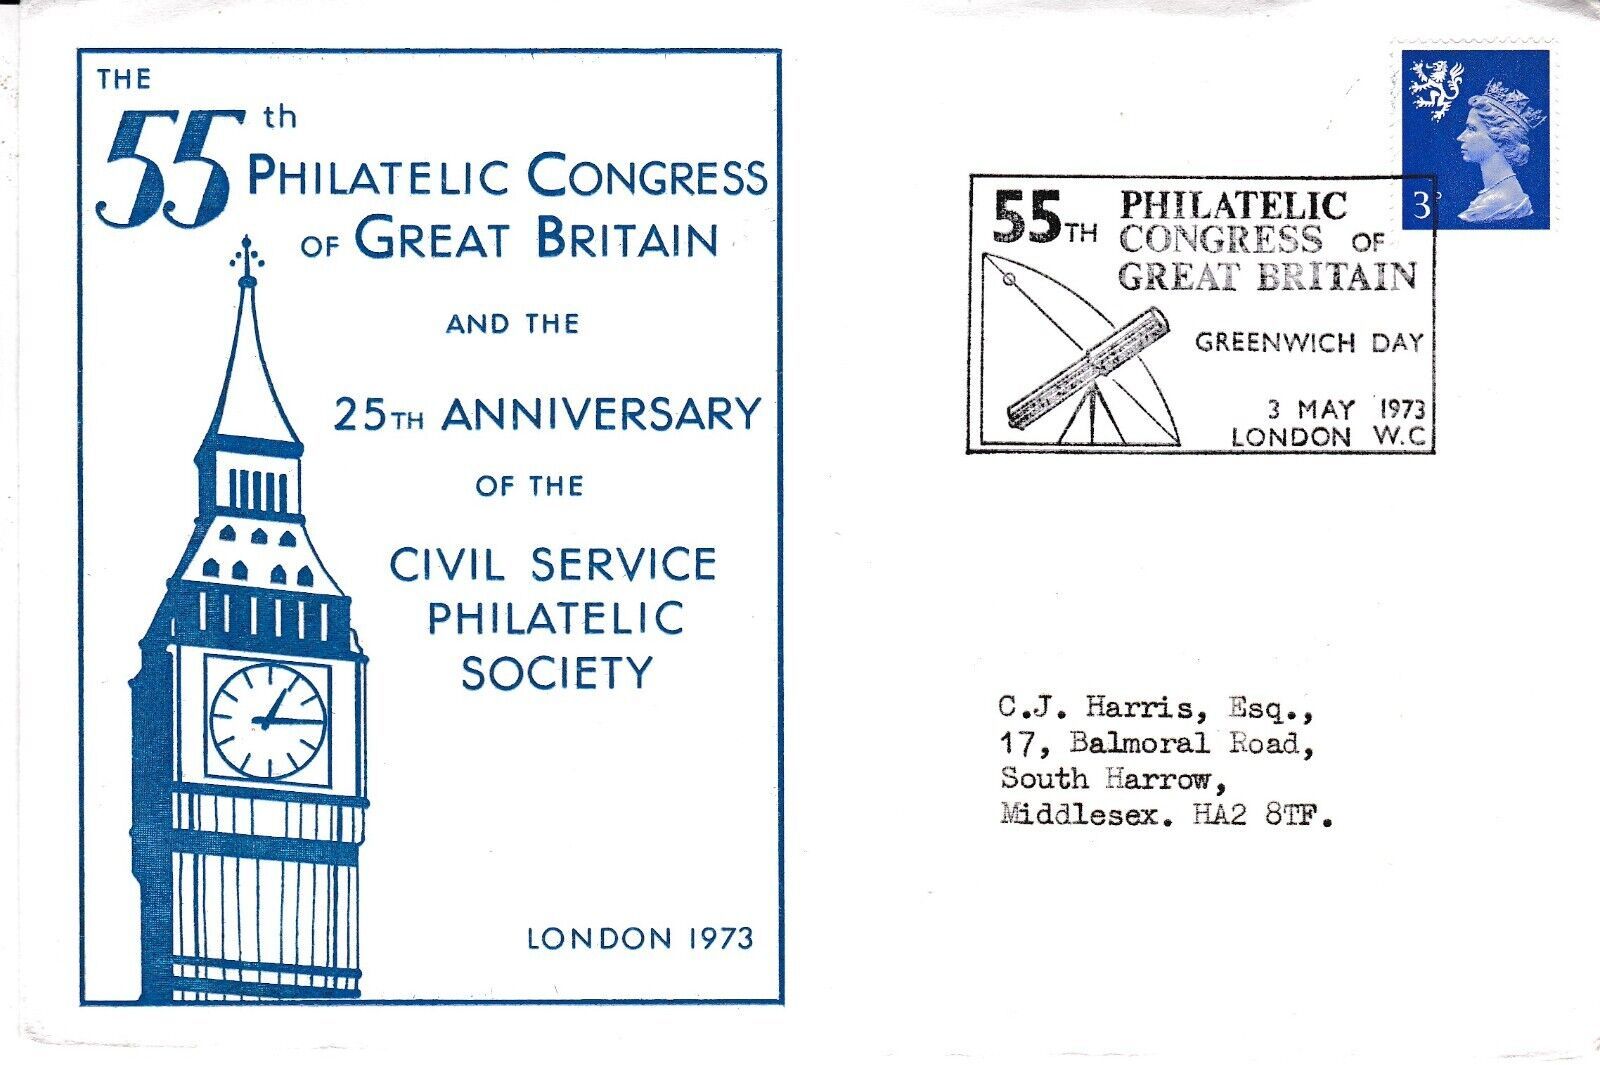 THE
55th
PHILATELIC CONGRESS
OF GREAT BRITAIN
AND THE
25TH ANNIVERSARY
OF THE
CIVIL SERVICE
PHILATELIC
SOCIETY
LONDON 1973
3P
55TH PHILATELIC
CONGRESS OF
GREAT BRITAIN
GREENWICH DAY
3 MAY 1973
LONDON W.C
C.J. Harris, Esq.,
17, Balmoral Road,
South Harrow,
Middlesex. HA2 8TF.